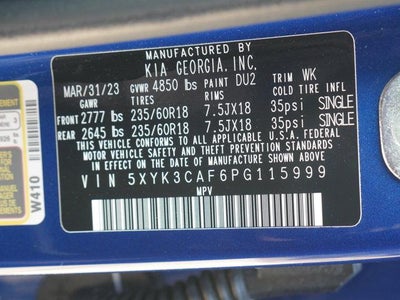 MANUFACTURED BY
KIA GEORGIA, INC.
MAR/31/23 GVWR 4850 lbs PAINT DU2 TRIM WK
GAWR TIRES RIMS COLD TIRE INFL
FRONT 2777 lbs 235/60R18 7.5JX18 35psi SINGLE
REAR 2645 lbs 235/60R18 7.5JX18 35psi SINGLE
THIS VEHICLE CONFORMS TO ALL APPLICABLE U.S.A. FEDERAL
MOTOR VEHICLE SAFETY AND THEFT PREVENTION STANDARDS
IN EFFECT ON THE DATE OF MANUFACTURE SHOWN ABOVE
VIN 5XYK3CAF6PG115999
MPV
W410